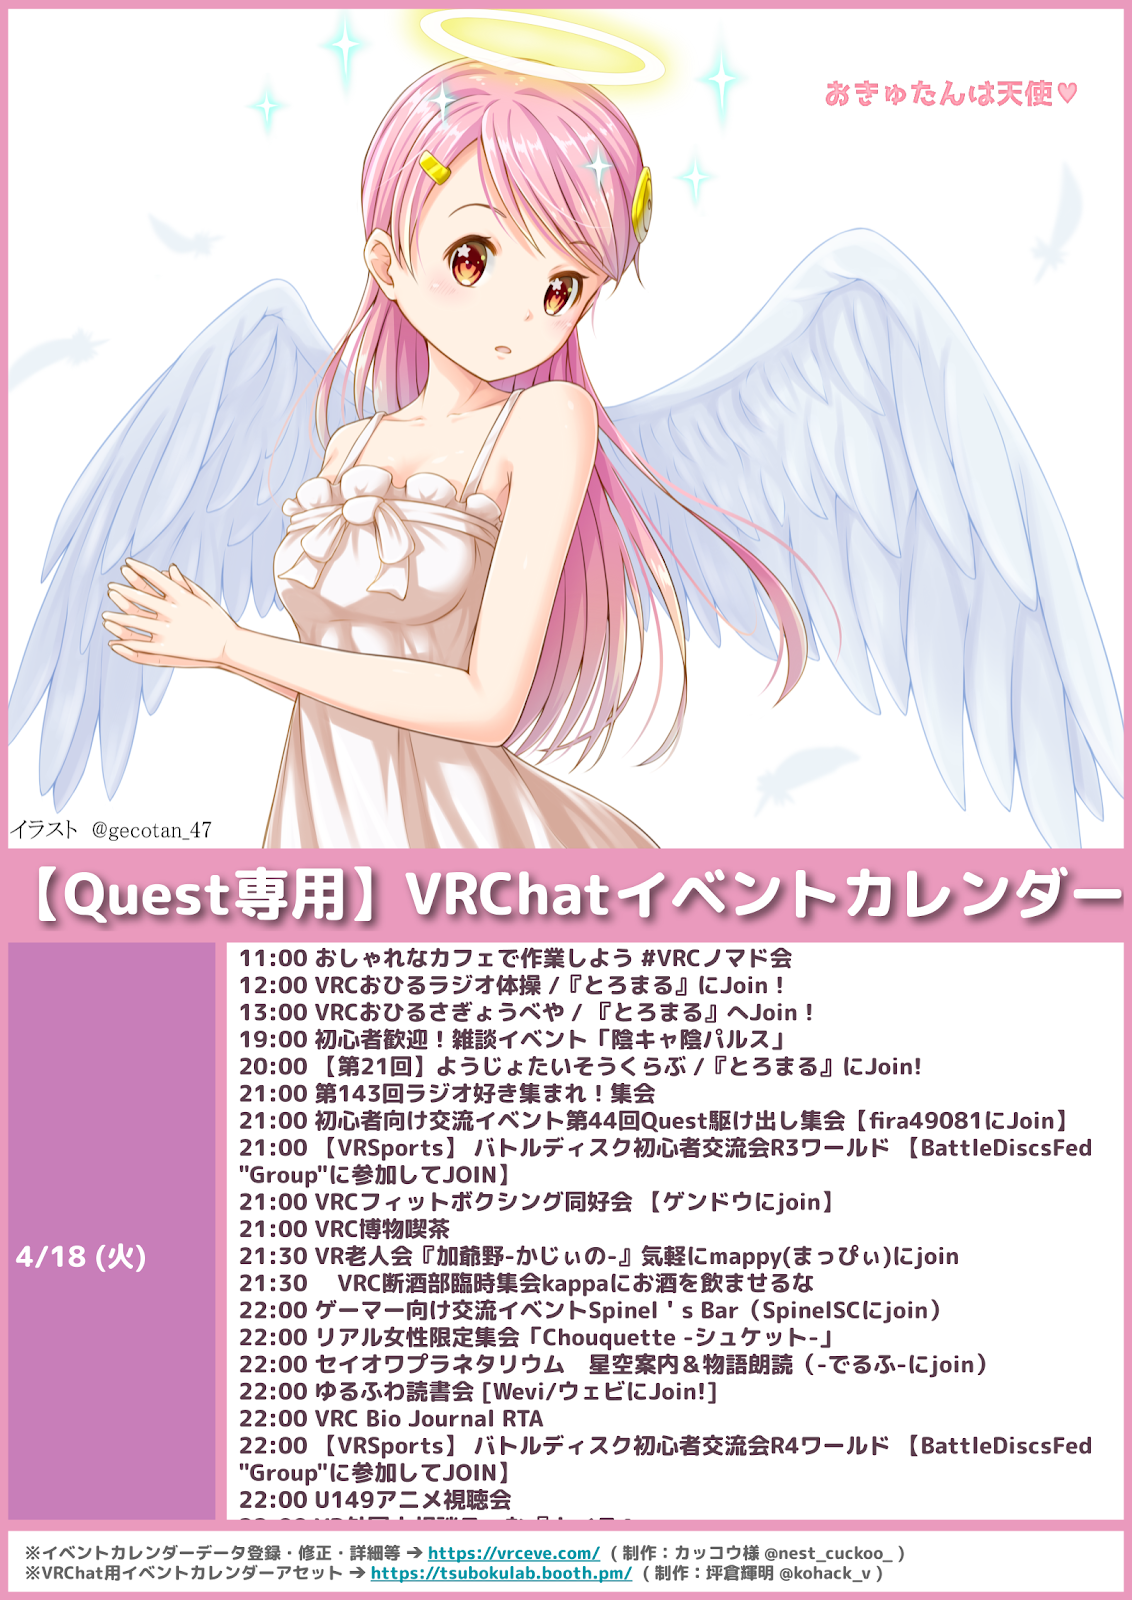 おきゅたんは天使♥
イラスト @gecotan_47
【Quest専用】VRChatイベントカレンダー
4/18 (火)
11:00 おしゃれなカフェで作業しよう #VRCノマド会
12:00 VRCおひるラジオ体操 /『とろまる』にJoin！
13:00 VRCおひるさぎょうべや / 『とろまる』へJoin！
19:00 初心者歓迎！雑談イベント「陰キャ陰パルス」
20:00 【第21回】ようじょたいそうくらぶ /『とろまる』にJoin!
21:00 第143回ラジオ好き集まれ！集会
21:00 初心者向け交流イベント第44回Quest駆け出し集会【fira49081にJoin】
21:00 【VRSports】 バトルディスク初心者交流会R3ワールド 【BattleDiscsFed
"Group"に参加してJOIN】
21:00 VRCフィットボクシング同好会 【ゲンドウにjoin】
21:00 VRC博物喫茶
21:30 VR老人会『加爺野-かじぃの-』気軽にmappy(まっぴぃ)にjoin
21:30　VRC断酒部臨時集会kappaにお酒を飲ませるな
22:00 ゲーマー向け交流イベントSpinel ' s Bar（SpinelSCにjoin）
22:00 リアル女性限定集会「Chouquette -シュケット-」
22:00 セイオワプラネタリウム　星空案内＆物語朗読（-でるふ-にjoin）
22:00 ゆるふわ読書会 [Wevi/ウェビにJoin!]
22:00 VRC Bio Journal RTA
22:00 【VRSports】 バトルディスク初心者交流会R4ワールド 【BattleDiscsFed
"Group"に参加してJOIN】
22:00 U149アニメ視聴会
※イベントカレンダーデータ登録・修正・詳細等 ➔ https://vrceve.com/ （制作：カッコウ様 @nest_cuckoo_ ）
※VRChat用イベントカレンダーアセット ➔ https://tsubokulab.booth.pm/ （制作：坪倉輝明 @kohack_v ）